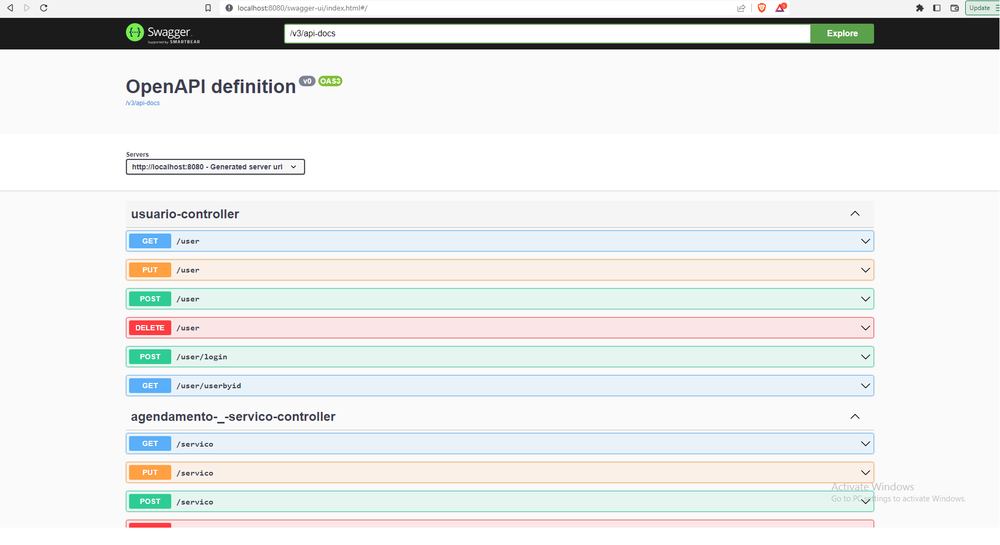 localhost:8080/swagger-ui/index.html#/
1
Update
{...} Swagger
Supported by SMARTBEAR
/v3/api-docs
Explore
OpenAPI definition v0 OAS3
/v3/api-docs
Servers
http://localhost:8080 - Generated server url
usuario-controller
GET /user
PUT /user
POST /user
DELETE /user
POST /user/login
GET /user/userbyid
agendamento-_-servico-controller
GET /servico
PUT /servico
POST /servico
Activate Windows
Go to PC settings to activate Windows.